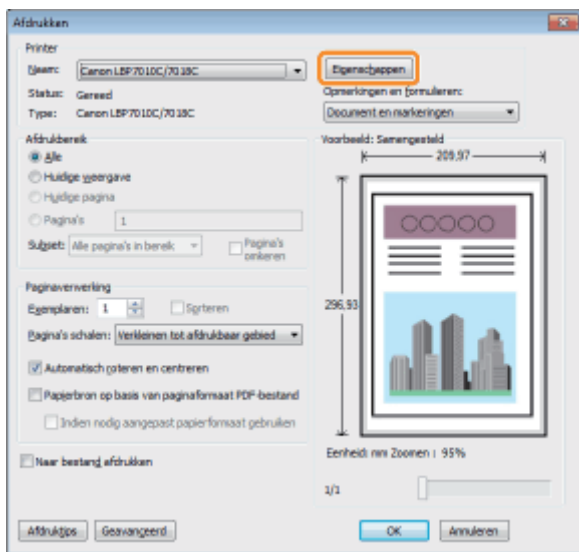 Afdrukken
Printer
Naam: Canon LBP7010C/7018C
Eigenschappen
Status: Gereed
Opmerkingen en formulieren:
Type: Canon LBP7010C/7018C
Document en markeringen
Afdrukbereik
Voorbeeld: Samengesteld
Alle
209,97
Huidige weergave
Huidige pagina
Pagina's 1
Subset: Alle pagina's in bereik
Pagina's omkeren
Paginaverwerking
Exemplaren: 1 Sorteren
296,93
Pagina's schalen: Verkleinen tot afdrukbaar gebied
Automatisch roteren en centreren
Papierbron op basis van paginaformaat PDF-bestand
Indien nodig aangepast papierformaat gebruiken
Eenheid: mm Zoomen : 95%
Naar bestand afdrukken
1/1
Afdruktips Geavanceerd OK Annuleren